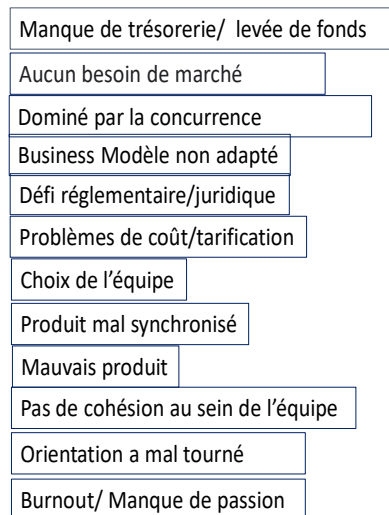 Manque de trésorerie/ levée de fonds
Aucun besoin de marché
Dominé par la concurrence
Business Modèle non adapté
Défi réglementaire/juridique
Problèmes de coût/tarification
Choix de l’équipe
Produit mal synchronisé
Mauvais produit
Pas de cohésion au sein de l’équipe
Orientation a mal tourné
Burnout/ Manque de passion